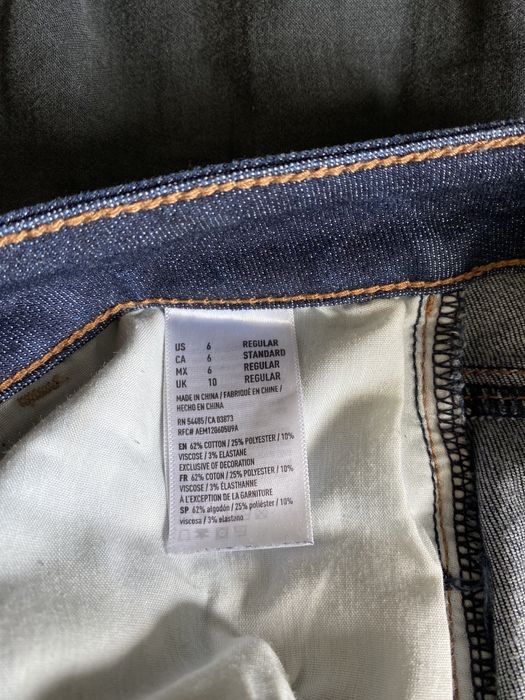 US 6 REGULAR
CA 6 STANDARD
MX 6 REGULAR
UK 10 REGULAR
MADE IN CHINA / FABRIQUÉ EN CHINE /
HECHO EN CHINA
RN 54485/CA 03873
RFC# AEM120605U9A
EN 62% COTTON / 25% POLYESTER / 10%
VISCOSE / 3% ELASTANE
EXCLUSIVE OF DECORATION
FR 62% COTON / 25% POLYESTER / 10%
VISCOSE / 3% ÉLASTHANNE
À L'EXCEPTION DE LA GARNITURE
SP 62% algodón / 25% poliéster / 10%
viscosa / 3% elastano